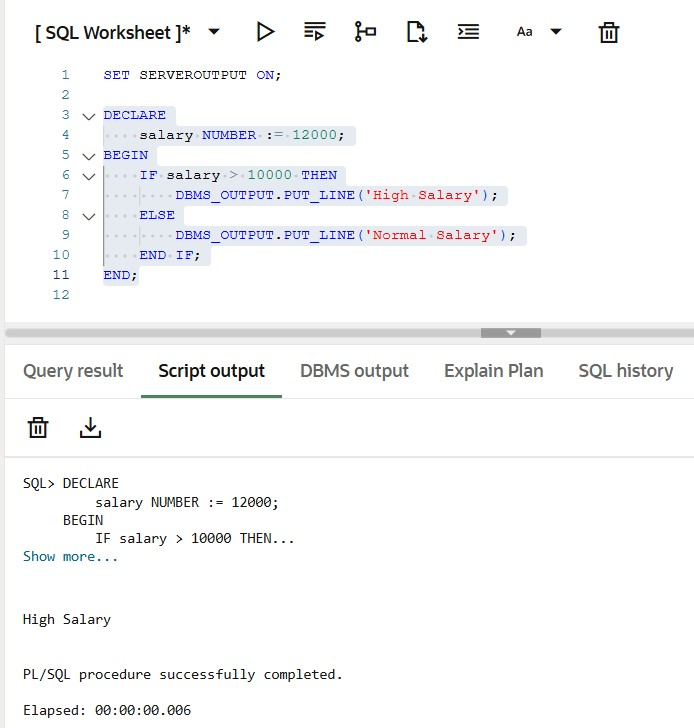 [ SQL Worksheet ]*
Aa
1 SET SERVEROUTPUT ON;
2
3 DECLARE
4 salary NUMBER := 12000;
5 BEGIN
6 IF salary > 10000 THEN
7 DBMS_OUTPUT.PUT_LINE('High Salary');
8 ELSE
9 DBMS_OUTPUT.PUT_LINE('Normal Salary');
10 END IF;
11 END;
12
Query result Script output DBMS output Explain Plan SQL history
SQL> DECLARE
salary NUMBER := 12000;
BEGIN
IF salary > 10000 THEN...
Show more...
High Salary
PL/SQL procedure successfully completed.
Elapsed: 00:00:00.006